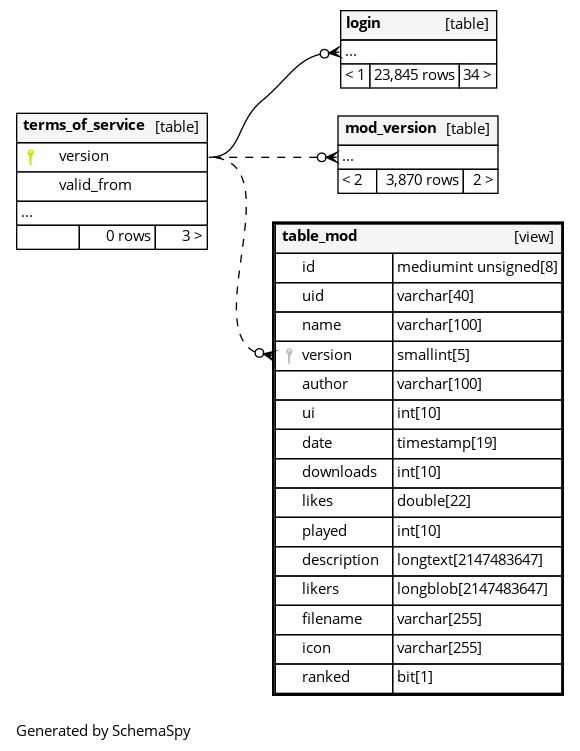 login [table]
...
< 1 23,845 rows 34 >
terms_of_service [table]
version
valid_from
...
0 rows 3 >
mod_version [table]
...
< 2 3,870 rows 2 >
table_mod [view]
id mediumint unsigned[8]
uid varchar[40]
name varchar[100]
version smallint[5]
author varchar[100]
ui int[10]
date timestamp[19]
downloads int[10]
likes double[22]
played int[10]
description longtext[2147483647]
likers longblob[2147483647]
filename varchar[255]
icon varchar[255]
ranked bit[1]
Generated by SchemaSpy